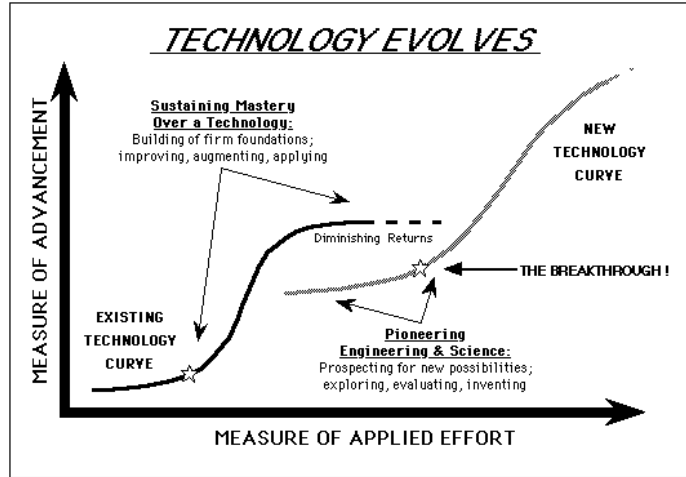 TECHNOLOGY EVOLVES
MEASURE OF ADVANCEMENT
Sustaining Mastery
Over a Technology:
Building of firm foundations;
improving, augmenting, applying
NEW
TECHNOLOGY
CURVE
Diminishing Returns
THE BREAKTHROUGH !
EXISTING
TECHNOLOGY
CURVE
Pioneering
Engineering & Science:
Prospecting for new possibilities;
exploring, evaluating, inventing
MEASURE OF APPLIED EFFORT